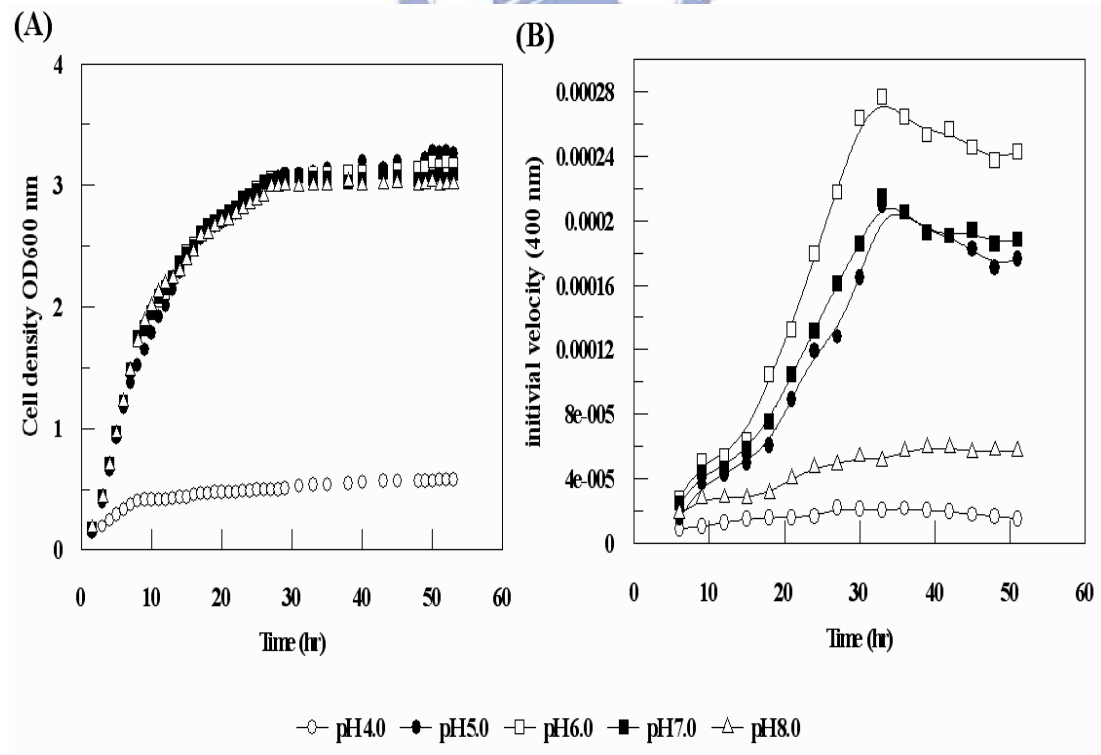 (A)
4
3
2
1
0
0 10 20 30 40 50 60
Cell density OD600 nm
Time (hr)
(B)
0.00028
0.00024
0.0002
0.00016
0.00012
8e-005
4e-005
0
0 10 20 30 40 50 60
initivial velocity (400 nm)
Time (hr)
pH4.0 pH5.0 pH6.0 pH7.0 pH8.0